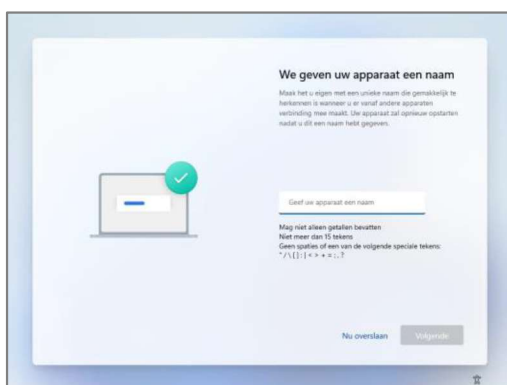 We geven uw apparaat een naam
Maak het u eigen met een unieke naam die gemakkelijk te
herkennen is wanneer u er vanaf andere apparaten
verbinding mee maakt. Uw apparaat zal opnieuw opstarten
nadat u dit een naam hebt gegeven.
Geef uw apparaat een naam
Mag niet alleen getallen bevatten
Niet meer dan 15 tekens
Geen spaties of een van de volgende speciale tekens:
" / \ [ ] : | < > + = ; , ?
Nu overslaan
Volgende